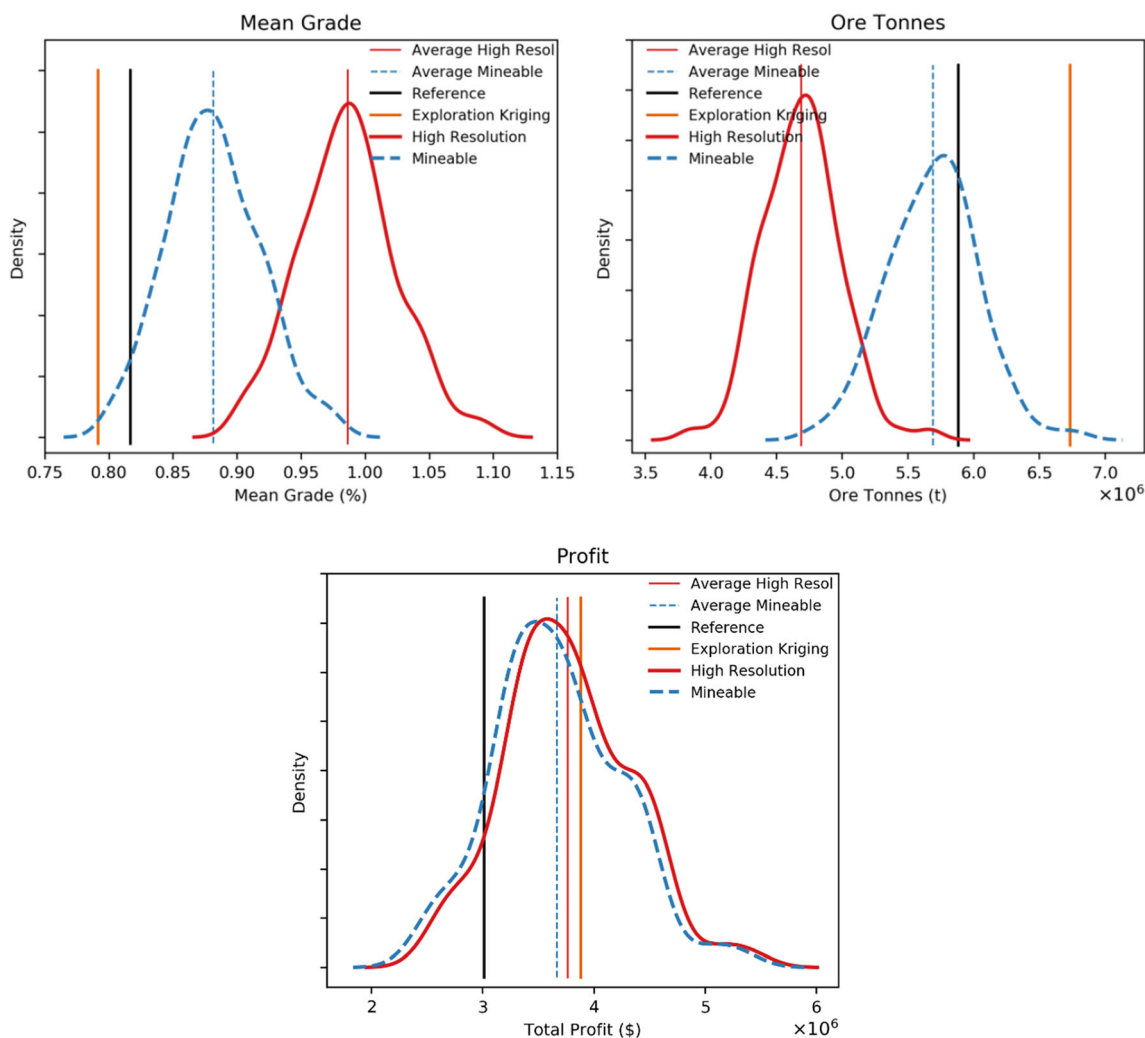 Mean Grade
Average High Resol
Average Mineable
Reference
Exploration Kriging
High Resolution
Mineable
Density
0.75 0.80 0.85 0.90 0.95 1.00 1.05 1.10 1.15
Mean Grade (%)
Ore Tonnes
Average High Resol
Average Mineable
Reference
Exploration Kriging
High Resolution
Mineable
Density
3.5 4.0 4.5 5.0 5.5 6.0 6.5 7.0
Ore Tonnes (t)
×10⁶
Profit
Average High Resol
Average Mineable
Reference
Exploration Kriging
High Resolution
Mineable
Density
2 3 4 5 6
Total Profit ($)
×10⁶